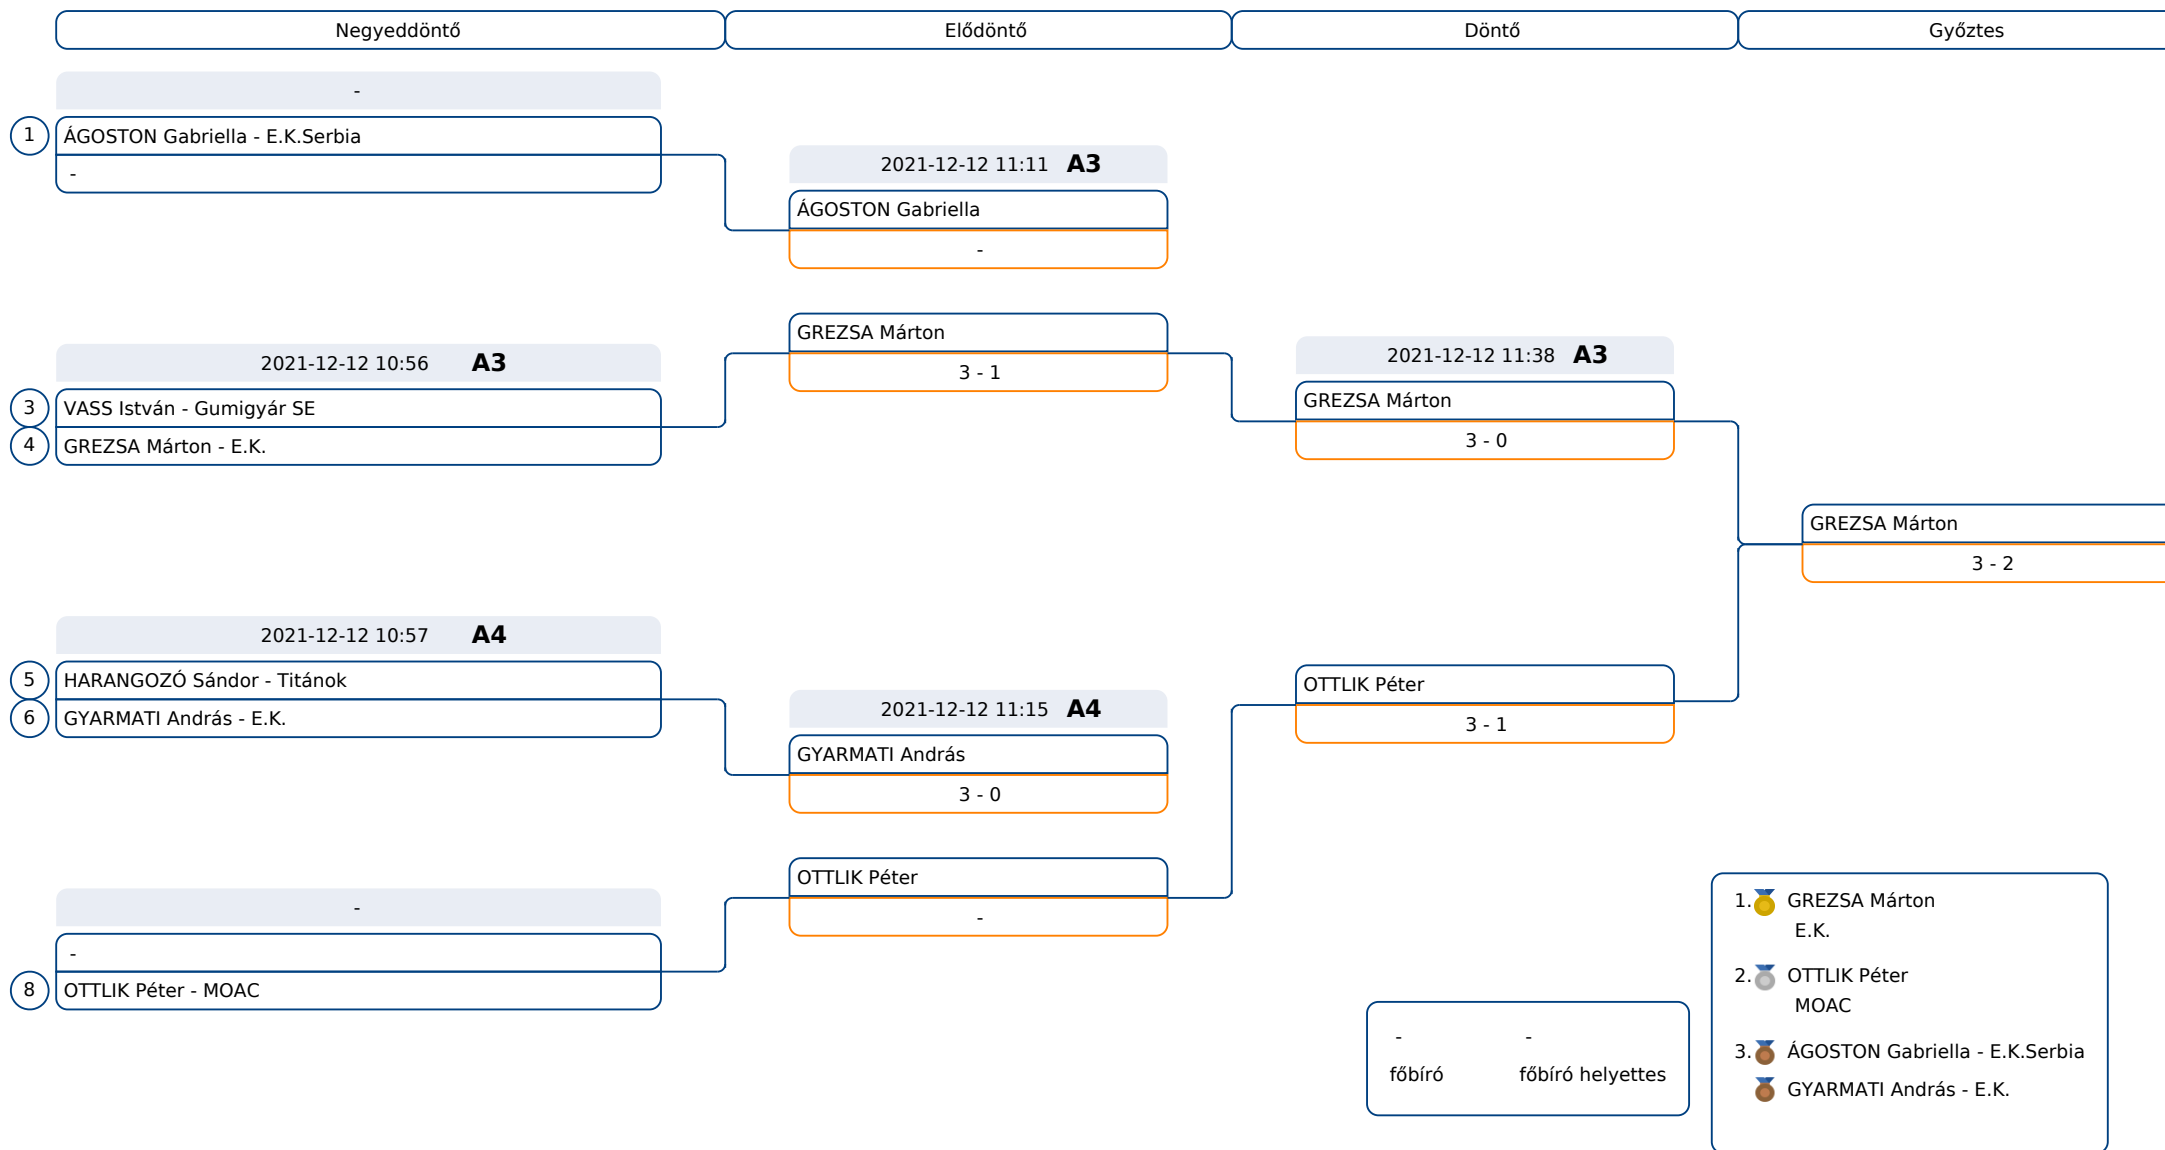 Negyeddöntő
Elődöntő
Döntő
Győztes
-
1
ÁGOSTON Gabriella - E.K.Serbia
-
2021-12-12 11:11 A3
ÁGOSTON Gabriella
-
GREZSA Márton
3 - 1
2021-12-12 10:56 A3
3
VASS István - Gumigyár SE
4
GREZSA Márton - E.K.
2021-12-12 11:38 A3
GREZSA Márton
3 - 0
GREZSA Márton
3 - 2
2021-12-12 10:57 A4
5
HARANGOZÓ Sándor - Titánok
6
GYARMATI András - E.K.
2021-12-12 11:15 A4
GYARMATI András
3 - 0
OTTLIK Péter
3 - 1
OTTLIK Péter
-
-
-
8
OTTLIK Péter - MOAC
- -
főbíró főbíró helyettes
1. GREZSA Márton
E.K.
2. OTTLIK Péter
MOAC
3. ÁGOSTON Gabriella - E.K.Serbia
GYARMATI András - E.K.